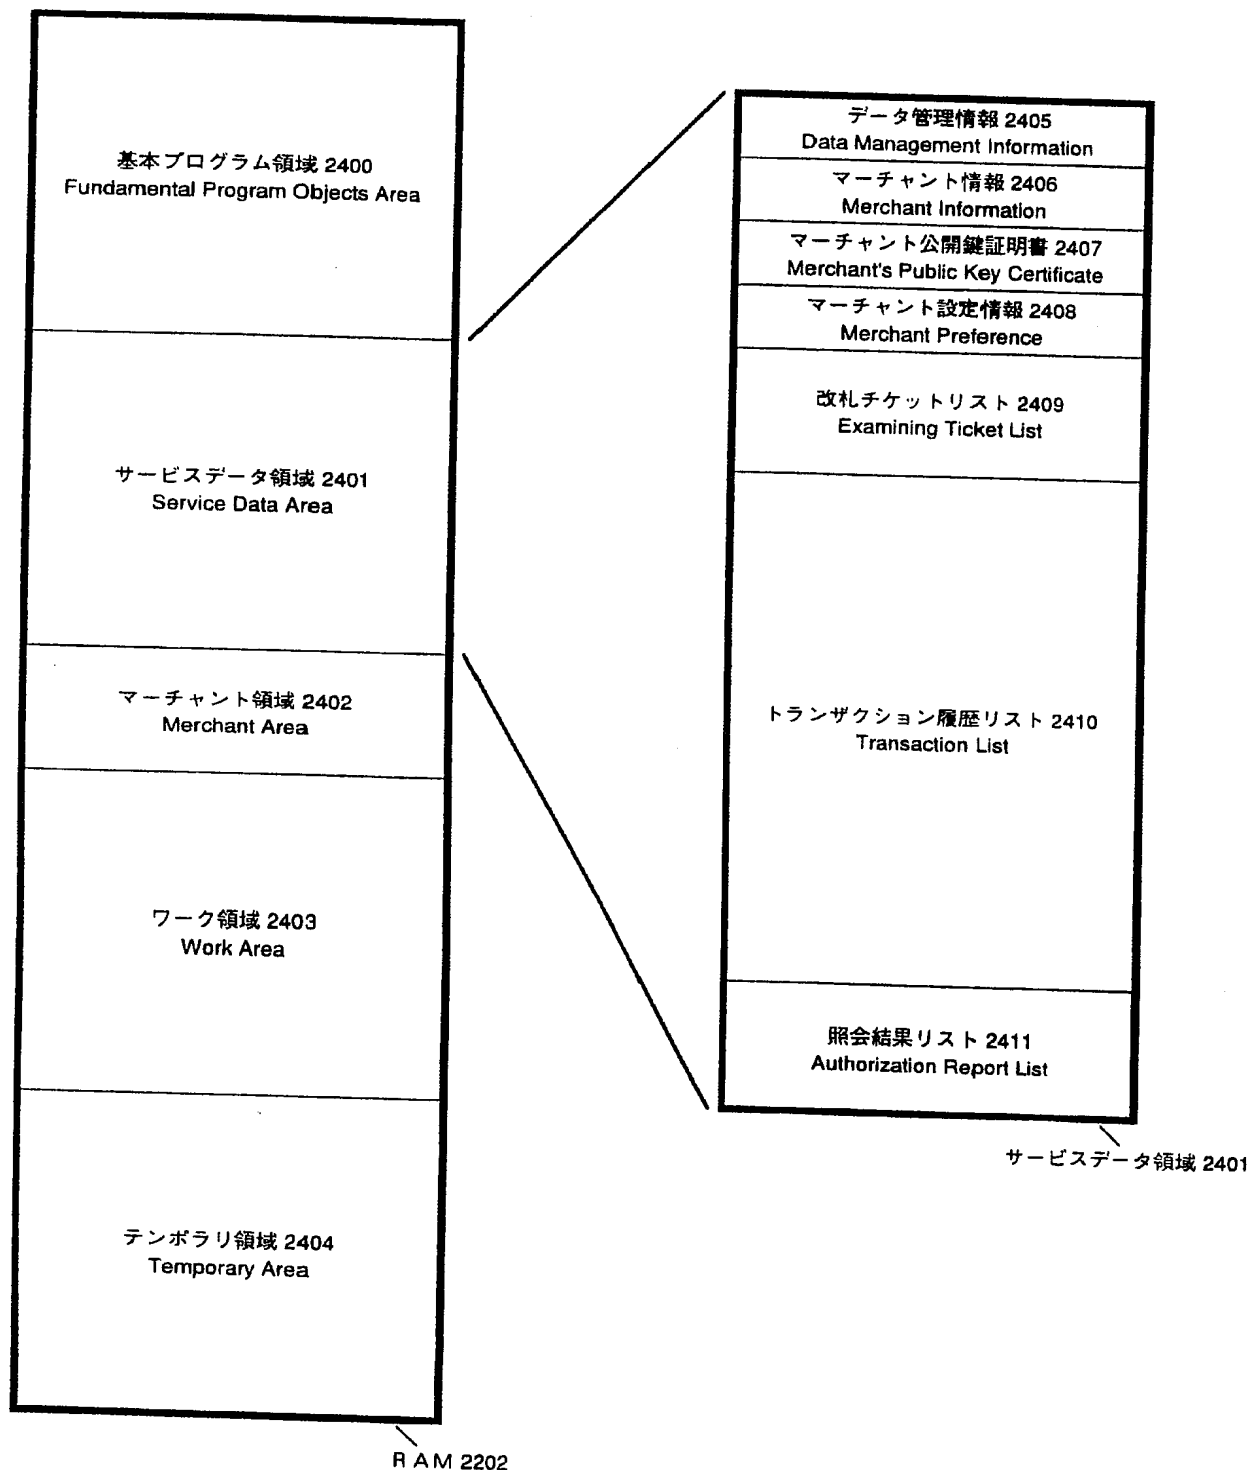 基本プログラム領域 2400
Fundamental Program Objects Area
サービスデータ領域 2401
Service Data Area
マーチャント領域 2402
Merchant Area
ワーク領域 2403
Work Area
テンポラリ領域 2404
Temporary Area
RAM 2202
データ管理情報 2405
Data Management Information
マーチャント情報 2406
Merchant Information
マーチャント公開鍵証明書 2407
Merchant's Public Key Certificate
マーチャント設定情報 2408
Merchant Preference
改札チケットリスト 2409
Examining Ticket List
トランザクション履歴リスト 2410
Transaction List
照会結果リスト 2411
Authorization Report List
サービスデータ領域 2401